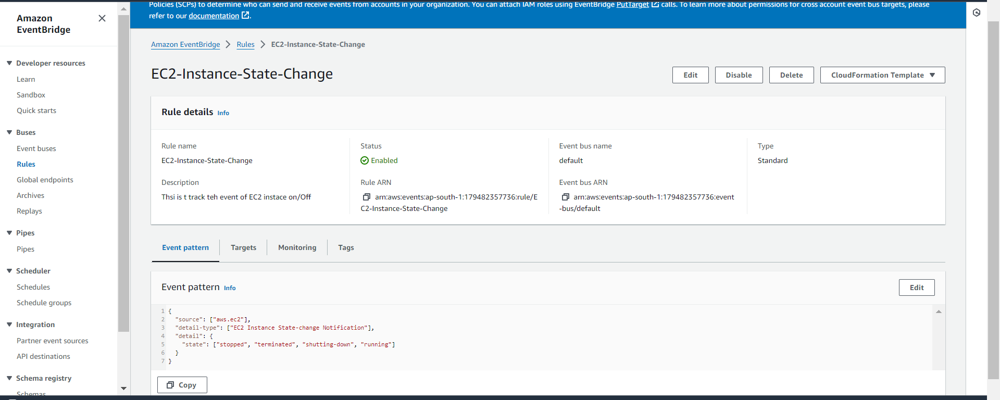 Policies (SCPs) to determine who can send and receive events from accounts in your organization. You can attach IAM roles using EventBridge PutTarget calls. To learn more about permissions for cross account event bus targets, please
refer to our documentation.
Amazon
EventBridge
Developer resources
Learn
Sandbox
Quick starts
Buses
Event buses
Rules
Global endpoints
Archives
Replays
Pipes
Pipes
Scheduler
Schedules
Schedule groups
Integration
Partner event sources
API destinations
Schema registry
Schemas
Amazon EventBridge > Rules > EC2-Instance-State-Change
EC2-Instance-State-Change
Edit
Disable
Delete
CloudFormation Template
Rule details Info
Rule name
EC2-Instance-State-Change
Description
Thsi is t track teh event of EC2 instace on/Off
Status
Enabled
Rule ARN
arn:aws:events:ap-south-1:179482357736:rule/E
C2-Instance-State-Change
Event bus name
default
Event bus ARN
arn:aws:events:ap-south-1:179482357736:event
-bus/default
Type
Standard
Event pattern
Targets
Monitoring
Tags
Event pattern Info
Edit
1 {
2 "source": ["aws.ec2"],
3 "detail-type": ["EC2 Instance State-change Notification"],
4 "detail": {
5 "state": ["stopped", "terminated", "shutting-down", "running"]
6 }
7 }
Copy